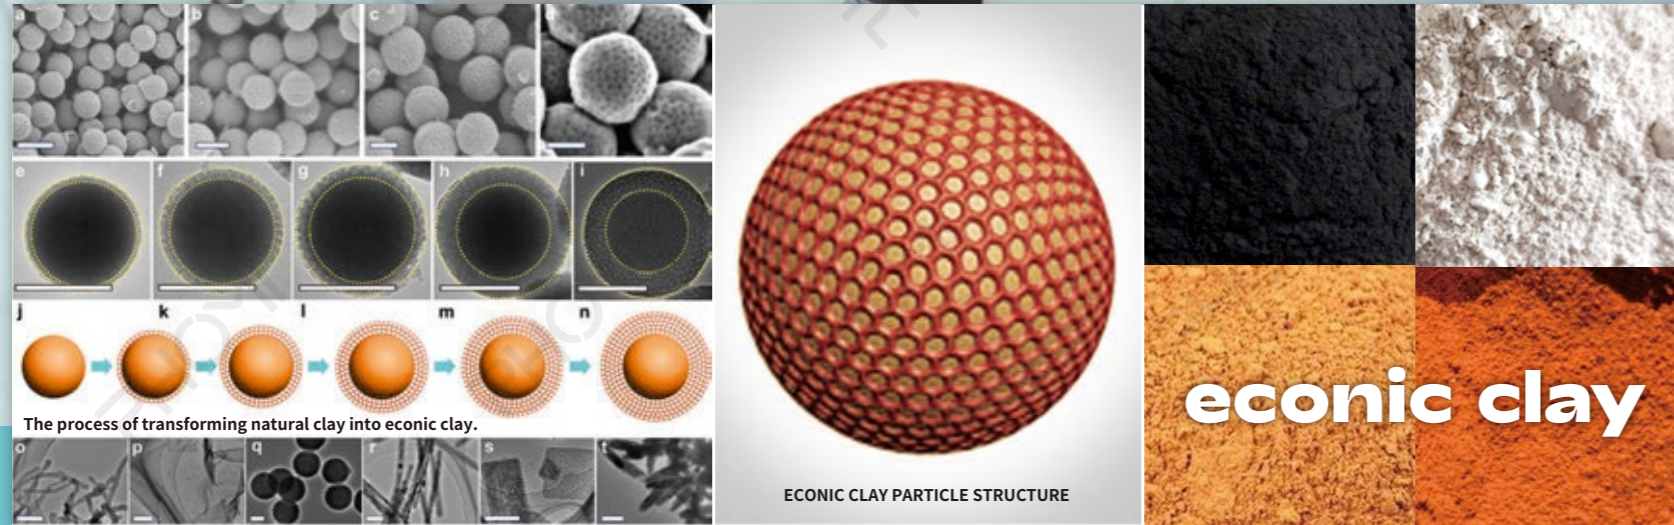 a
b
c
d
e
f
g
h
i
j
k
l
m
n
The process of transforming natural clay into econic clay.
o
p
q
r
s
t
ECONIC CLAY PARTICLE STRUCTURE
econic clay